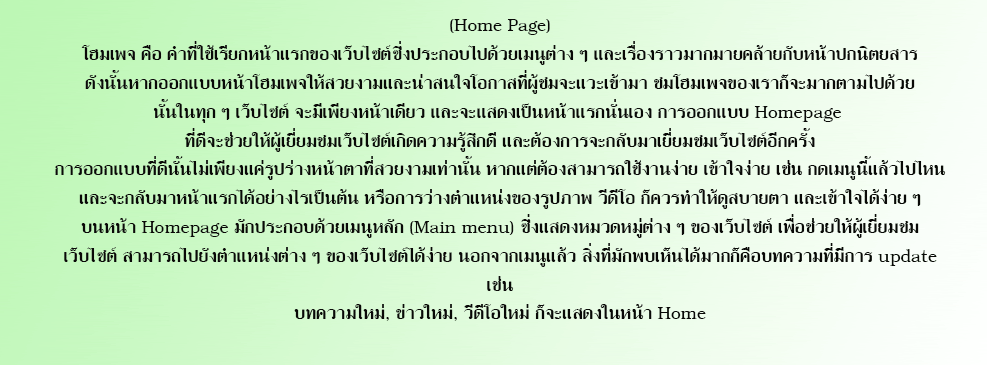 (Home Page)
โฮมเพจ คือ คำที่ใช้เรียกหน้าแรกของเว็บไซต์ซึ่งประกอบไปด้วยเมนูต่าง ๆ และเรื่องราวมากมายคล้ายกับหน้าปกนิตยสาร
ดังนั้นหากออกแบบหน้าโฮมเพจให้สวยงามและน่าสนใจโอกาสที่ผู้ชมจะแวะเข้ามา ชมโฮมเพจของเราก็จะมากตามไปด้วย
นั้นในทุก ๆ เว็บไซต์ จะมีเพียงหน้าเดียว และจะแสดงเป็นหน้าแรกนั่นเอง การออกแบบ Homepage
ที่ดีจะช่วยให้ผู้เยี่ยมชมเว็บไซต์เกิดความรู้สึกดี และต้องการจะกลับมาเยี่ยมชมเว็บไซต์อีกครั้ง
การออกแบบที่ดีนั้นไม่เพียงแค่รูปร่างหน้าตาที่สวยงามเท่านั้น หากแต่ต้องสามารถใช้งานง่าย เข้าใจง่าย เช่น กดเมนูนี้แล้วไปไหน
และจะกลับมาหน้าแรกได้อย่างไรเป็นต้น หรือการว่างตำแหน่งของรูปภาพ วีดีโอ ก็ควรทำให้ดูสบายตา และเข้าใจได้ง่าย ๆ
บนหน้า Homepage มักประกอบด้วยเมนูหลัก (Main menu) ซึ่งแสดงหมวดหมู่ต่าง ๆ ของเว็บไซต์ เพื่อช่วยให้ผู้เยี่ยมชม
เว็บไซต์ สามารถไปยังตำแหน่งต่าง ๆ ของเว็บไซต์ได้ง่าย นอกจากเมนูแล้ว สิ่งที่มักพบเห็นได้มากก็คือบทความที่มีการ update
เช่น
บทความใหม่, ข่าวใหม่, วีดีโอใหม่ ก็จะแสดงในหน้า Home